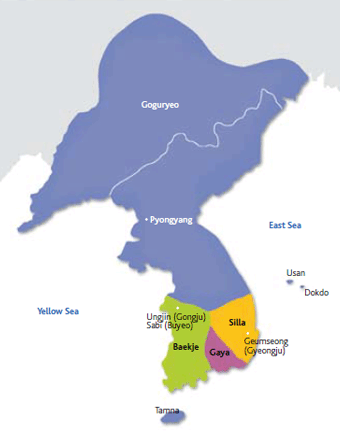 Goguryeo
Pyongyang
East Sea
Usan
Dokdo
Yellow Sea
Ungjin (Gongju)
Sabi (Buyeo)
Silla
Geumseong
(Gyeongju)
Baekje
Gaya
Tamna